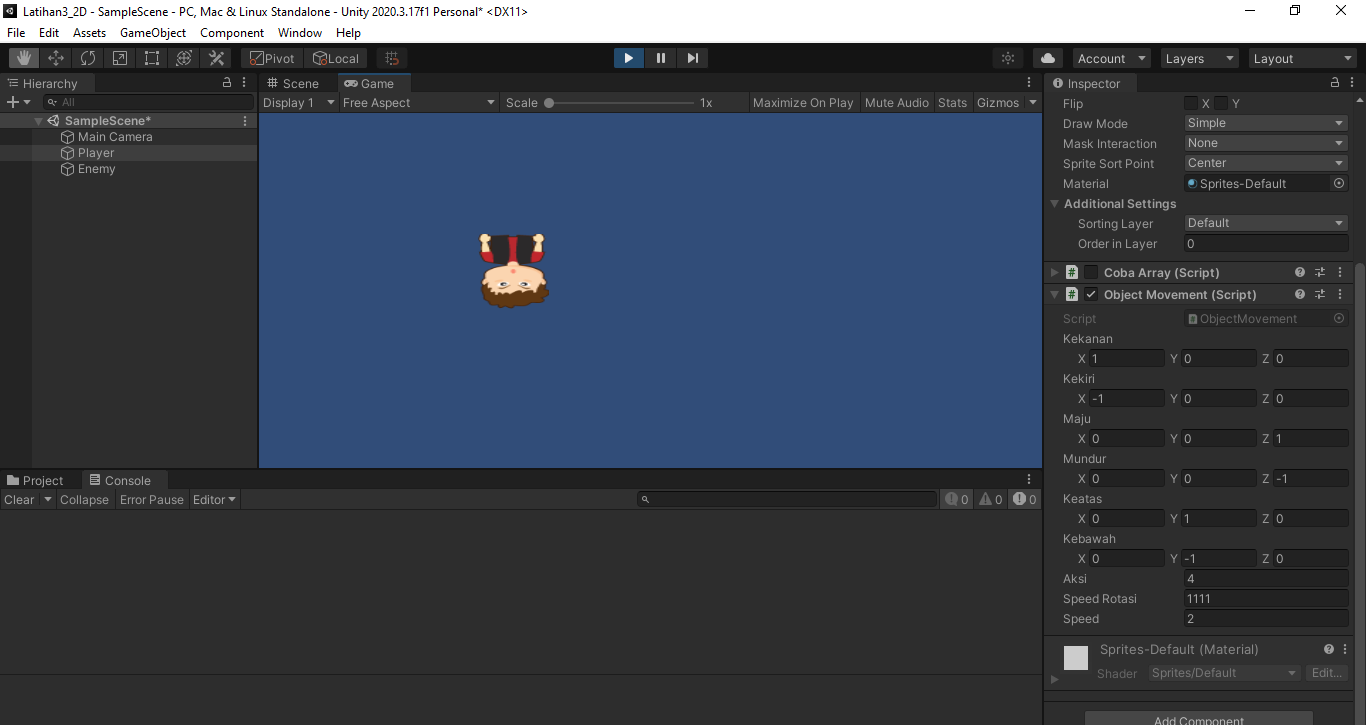 Latihan3_2D - SampleScene - PC, Mac & Linux Standalone - Unity 2020.3.17f1 Personal* <DX11>
File Edit Assets GameObject Component Window Help
Pivot Local Account Layers Layout
Hierarchy
All
SampleScene*
Main Camera
Player
Enemy
Scene Game
Display 1 Free Aspect Scale 1x Maximize On Play Mute Audio Stats Gizmos
Project Console
Clear Collapse Error Pause Editor 0 0 0
Inspector
Flip X Y
Draw Mode Simple
Mask Interaction None
Sprite Sort Point Center
Material Sprites-Default
Additional Settings
Sorting Layer Default
Order in Layer 0
# Coba Array (Script)
# Object Movement (Script)
Script ObjectMovement
Kekanan
X 1 Y 0 Z 0
Kekiri
X -1 Y 0 Z 0
Maju
X 0 Y 0 Z 1
Mundur
X 0 Y 0 Z -1
Keatas
X 0 Y 1 Z 0
Kebawah
X 0 Y -1 Z 0
Aksi 4
Speed Rotasi 1111
Speed 2
Sprites-Default (Material)
Shader Sprites/Default Edit...
Add Component